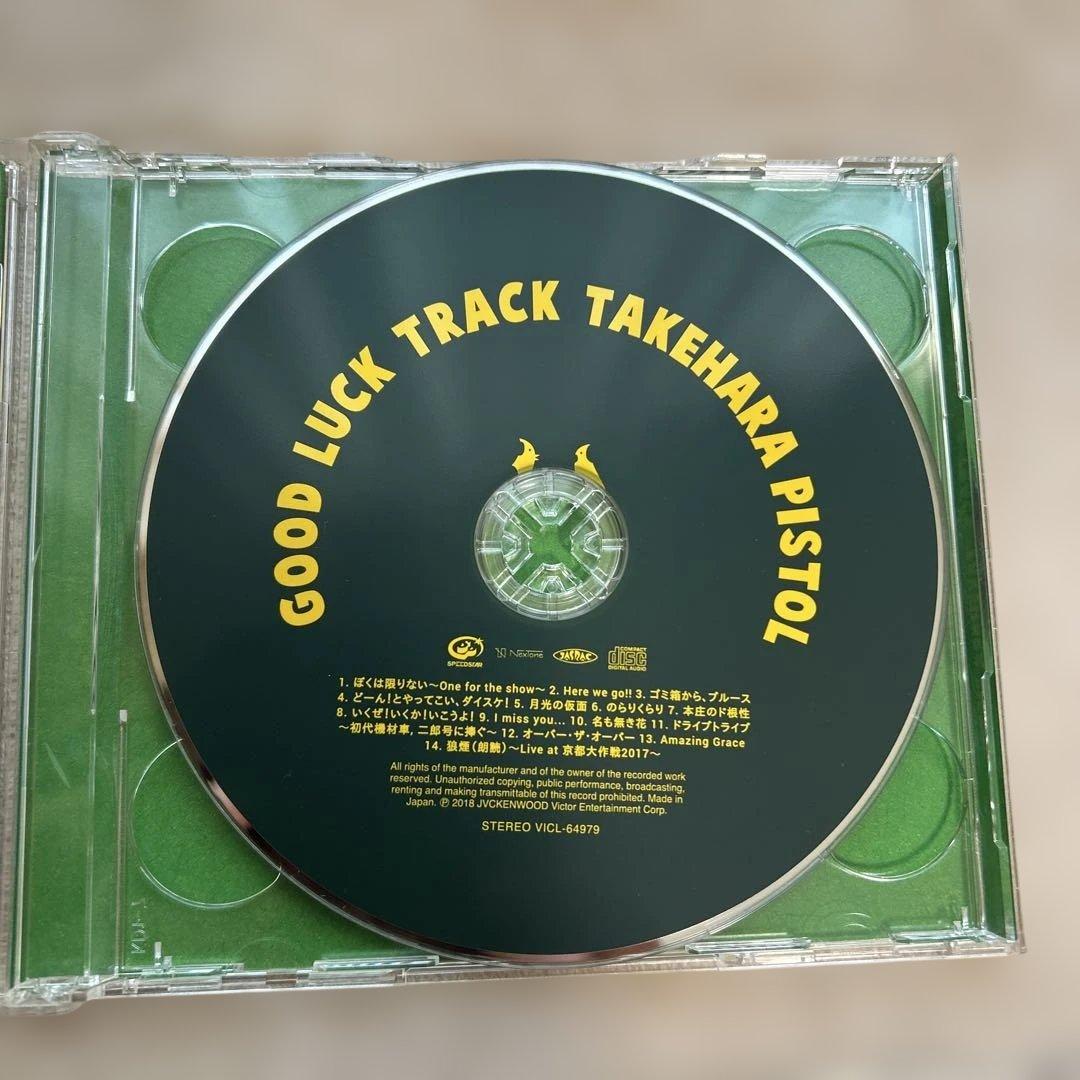 GOOD LUCK TRACK TAKEHARA PISTOL
SPEEDSTAR NexTone JASRAC COMPACT disc DIGITAL AUDIO
1. ぼくは限りない〜One for the show〜 2. Here we go!! 3. ゴミ箱から、ブルース
4. どーん!とやってこい、ダイスケ! 5. 月光の仮面 6. のらりくらり 7. 本庄のド根性
8. いくぜ!いくか!いこうよ! 9. I miss you... 10. 名も無き花 11. ドライブトライブ
〜初代機材車, 二郎号に捧ぐ〜 12. オーバー・ザ・オーバー 13. Amazing Grace
14. 狼煙(朗読)〜Live at 京都大作戦2017〜
All rights of the manufacturer and of the owner of the recorded work
reserved. Unauthorized copying, public performance, broadcasting,
renting and making transmittable of this record prohibited. Made in
Japan. ℗ 2018 JVCKENWOOD Victor Entertainment Corp.
STEREO VICL-64979